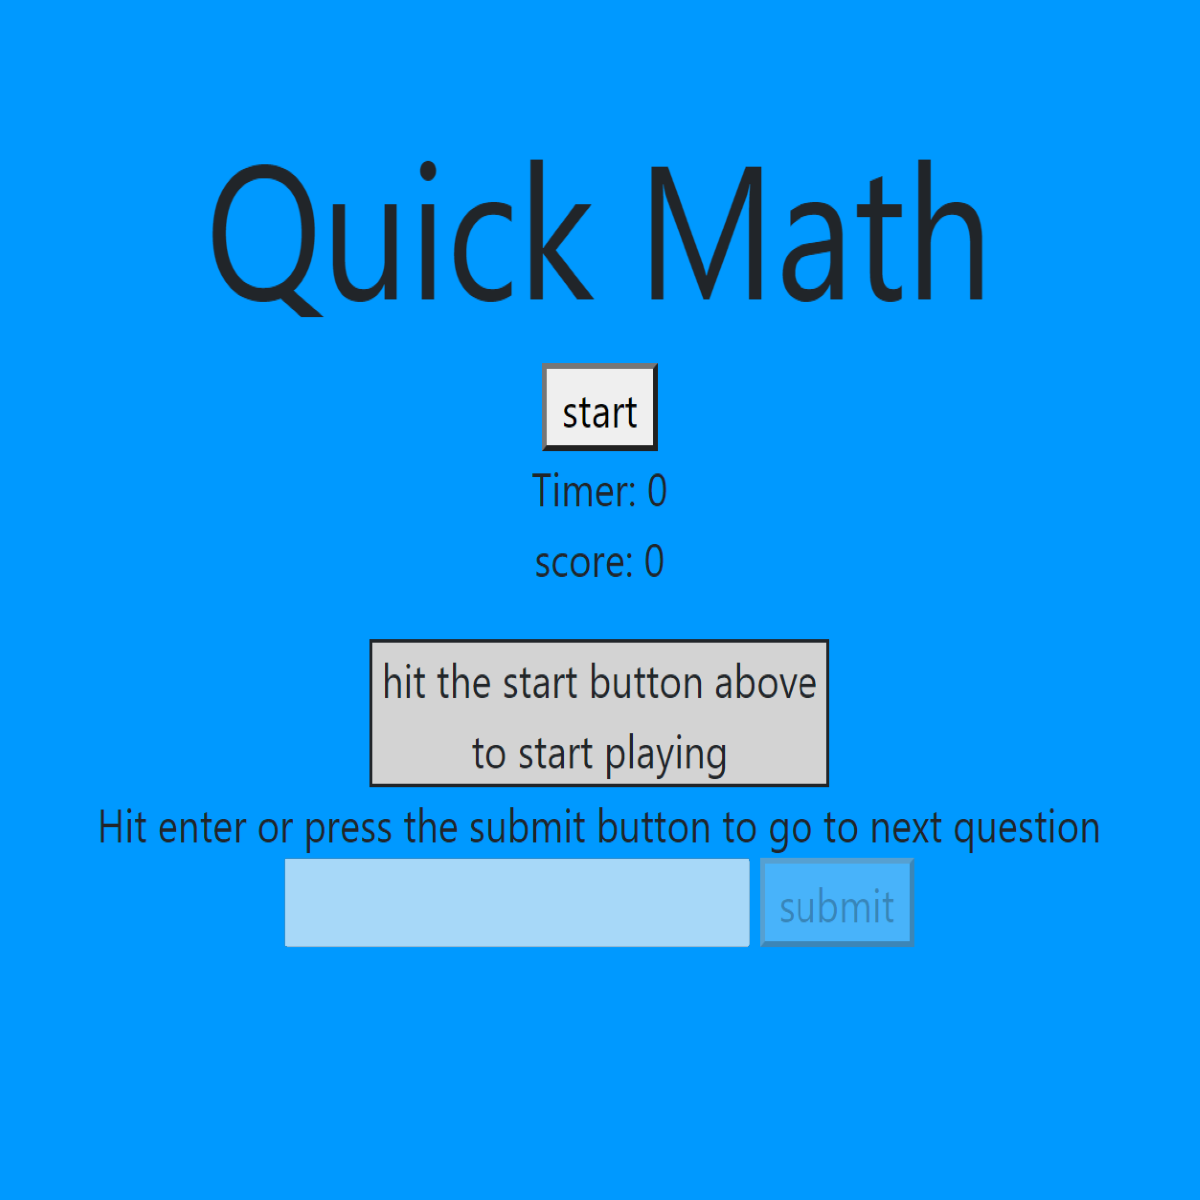 Quick Math
start
Timer: 0
score: 0
hit the start button above
to start playing
Hit enter or press the submit button to go to next question
submit